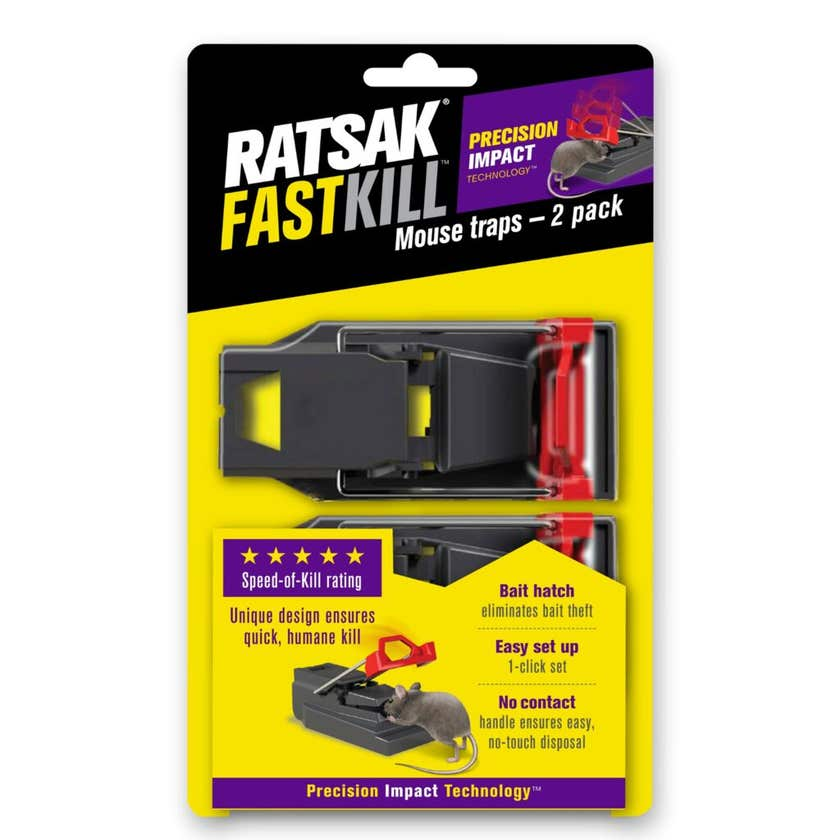 RATSAK®
FASTKILL™
PRECISION
IMPACT
TECHNOLOGY™
Mouse traps – 2 pack
Speed-of-Kill rating
Unique design ensures
quick, humane kill
Bait hatch
eliminates bait theft
Easy set up
1-click set
No contact
handle ensures easy,
no-touch disposal
Precision Impact Technology™